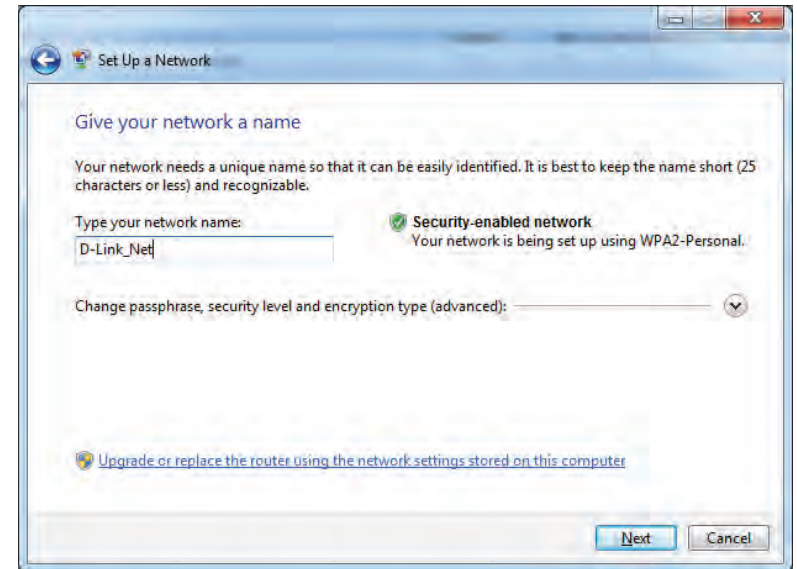 Set Up a Network
Give your network a name
Your network needs a unique name so that it can be easily identified. It is best to keep the name short (25
characters or less) and recognizable.
Type your network name:
Security-enabled network
D-Link_Net
Your network is being set up using WPA2-Personal.
Change passphrase, security level and encryption type (advanced):
Upgrade or replace the router using the network settings stored on this computer
Next
Cancel